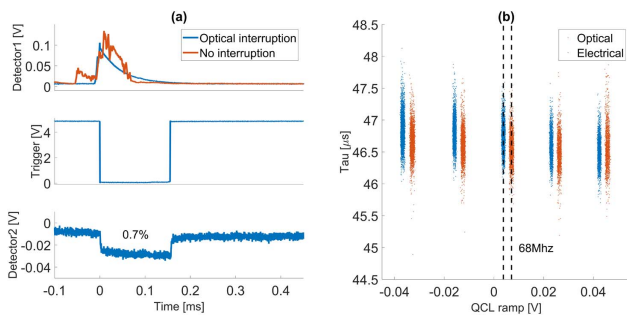 (a)
Detector1 [V]
0.1
0.05
0
Optical interruption
No interruption
Trigger [V]
4
2
0
Detector2 [V]
0
-0.02
-0.04
0.7%
-0.1
0
0.1
0.2
0.3
0.4
Time [ms]
(b)
Tau [µs]
48.5
48
47.5
47
46.5
46
45.5
45
44.5
Optical
Electrical
68Mhz
-0.04
-0.02
0
0.02
0.04
QCL ramp [V]